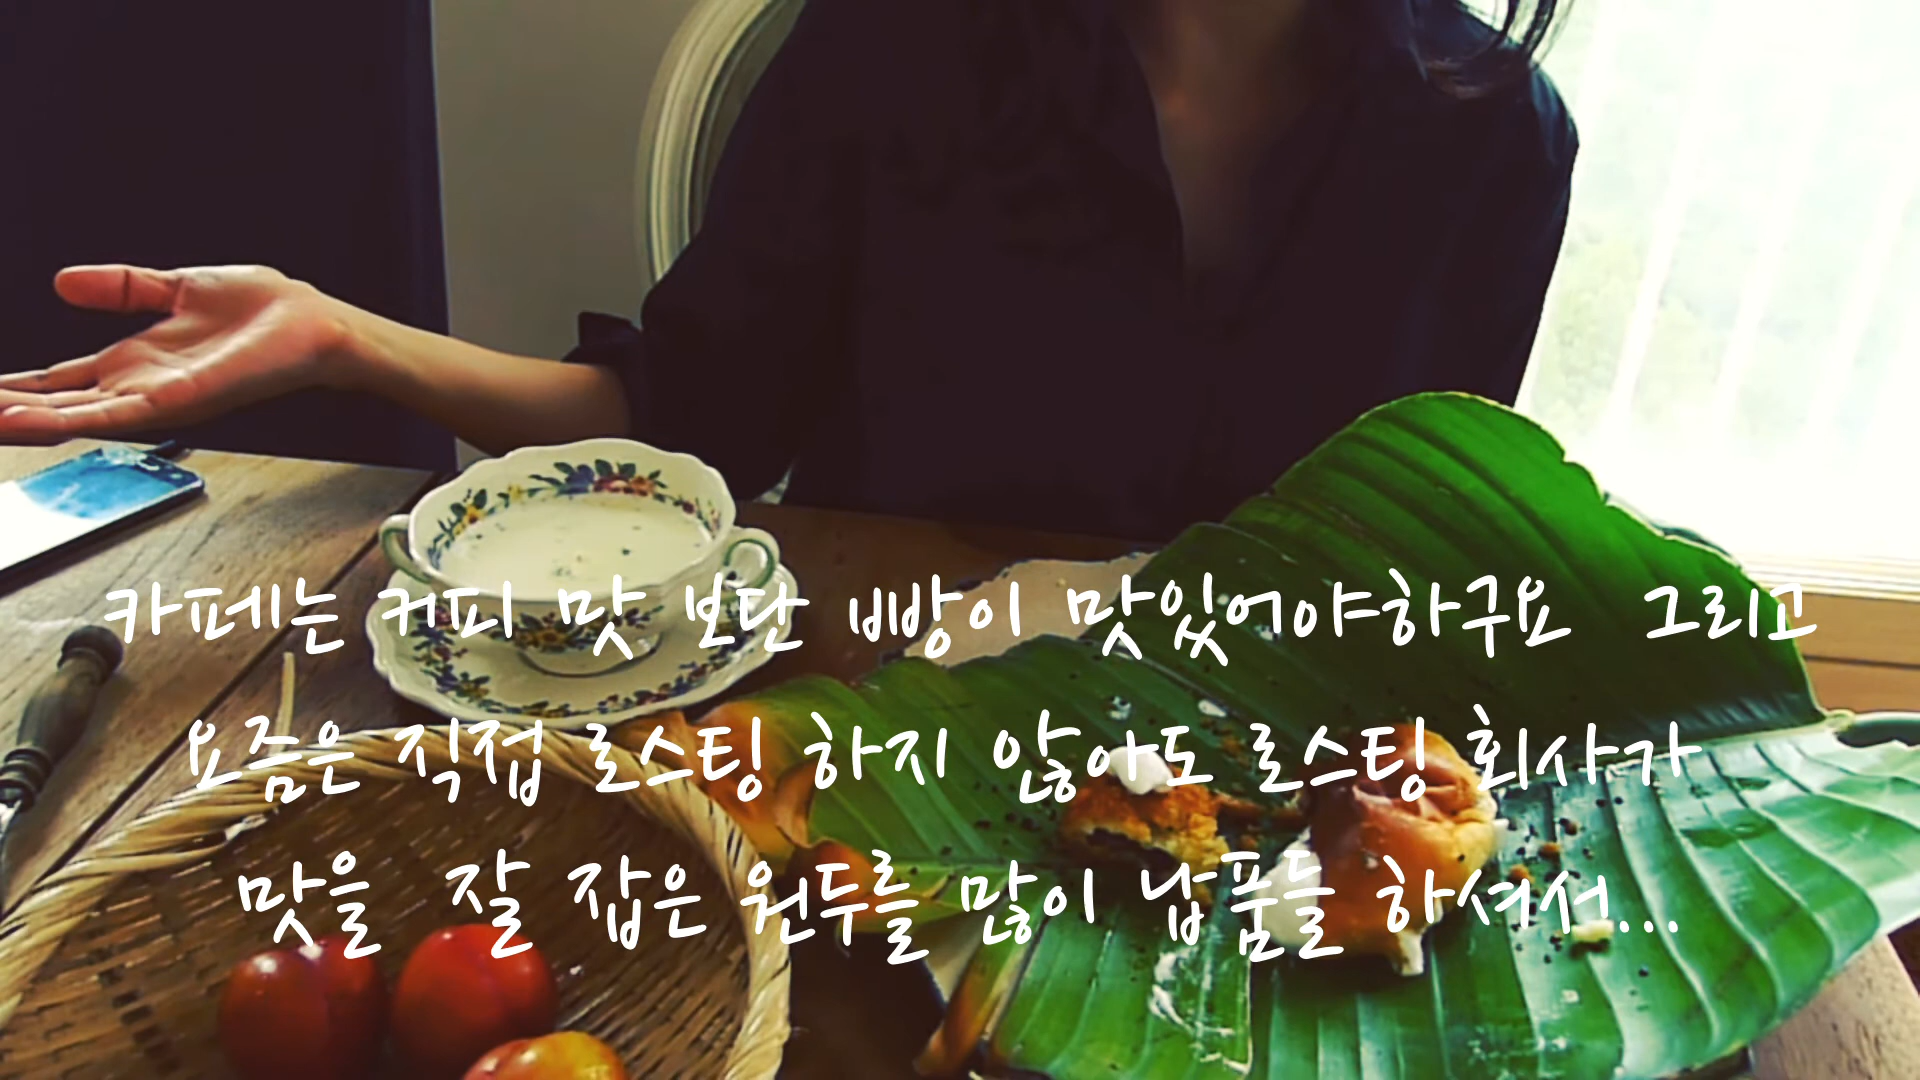 카페는 커피 맛 보단 빵이 맛있어야하구요 그리고
요즘은 직접 로스팅 하지 않아도 로스팅 회사가
맛을 잘 잡은 원두를 많이 납품들 하셔서...